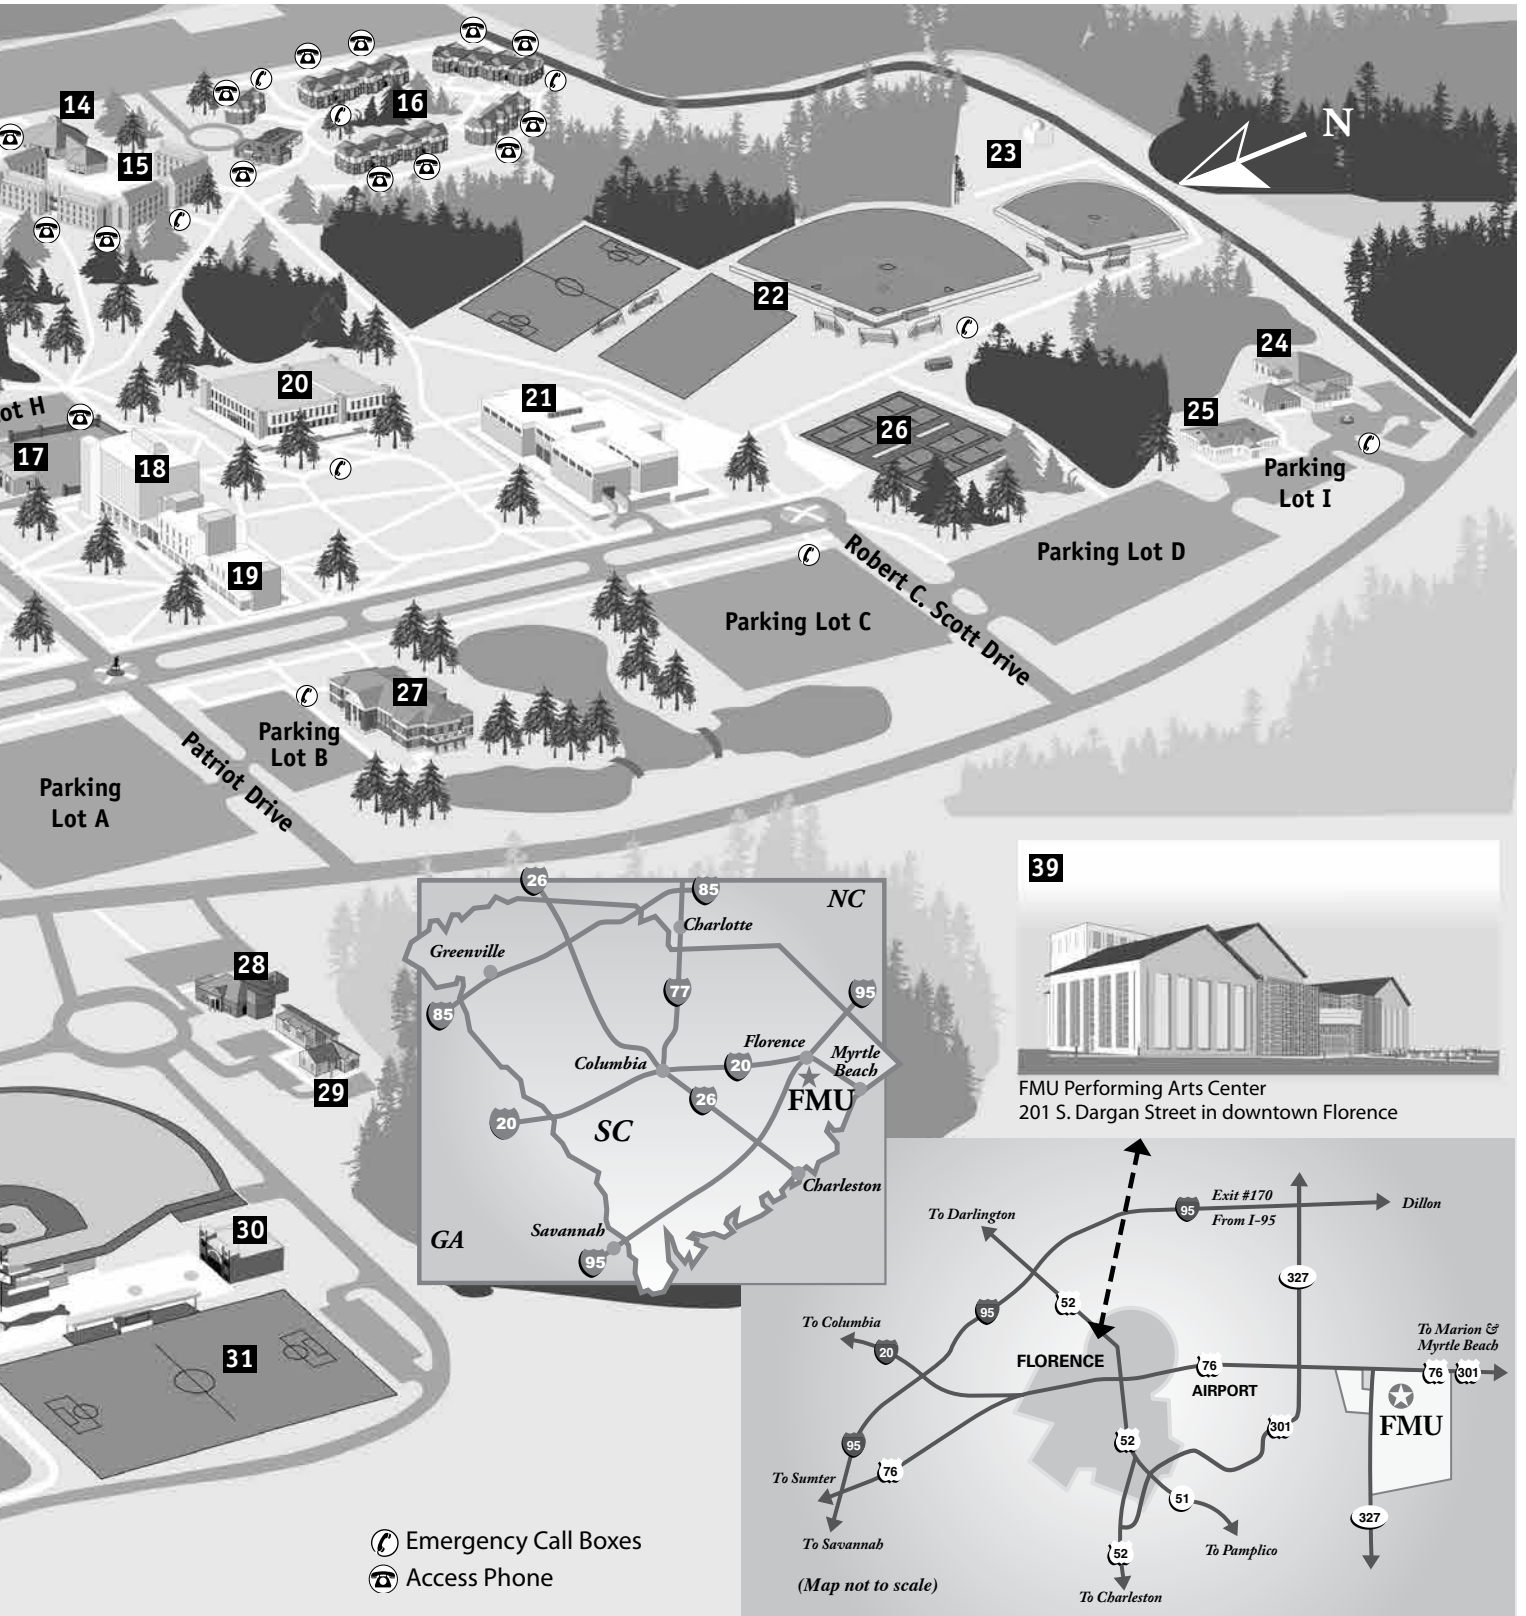 14
15
16
N
23
22
24
25
20
21
26
ot H
17
18
19
Parking
Lot I
Parking Lot D
Robert C. Scott Drive
Parking Lot C
27
Parking
Lot B
Patriot Drive
Parking
Lot A
39
28
29
30
31
FMU Performing Arts Center
201 S. Dargan Street in downtown Florence
26
85
NC
Charlotte
Greenville
77
95
85
Florence
Myrtle
Beach
Columbia
20
FMU
26
20
SC
Charleston
Savannah
GA
95
Exit #170
95
From I-95
Dillon
To Darlington
327
52
95
To Columbia
20
To Marion &
Myrtle Beach
FLORENCE
76
76
301
AIRPORT
FMU
301
52
95
76
To Sumter
51
327
To Savannah
52
To Pamplico
(Map not to scale)
To Charleston
Emergency Call Boxes
Access Phone